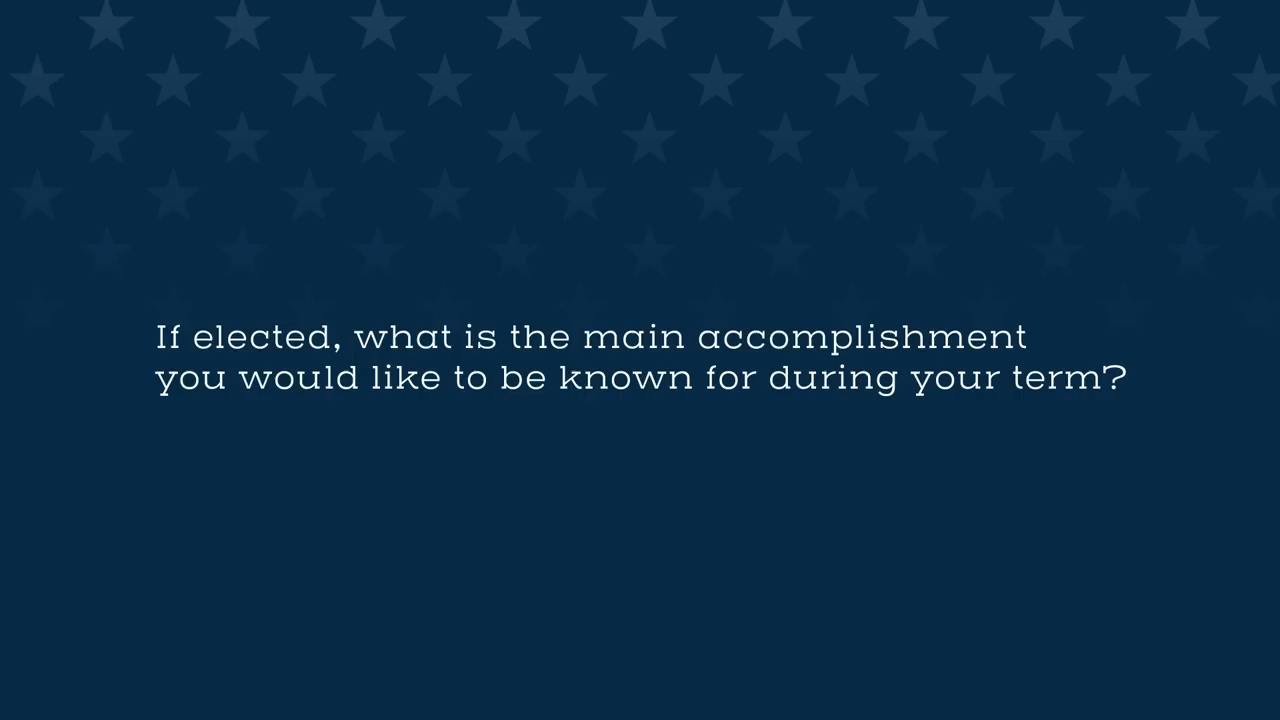 If elected, what is the main accomplishment
you would like to be known for during your term?